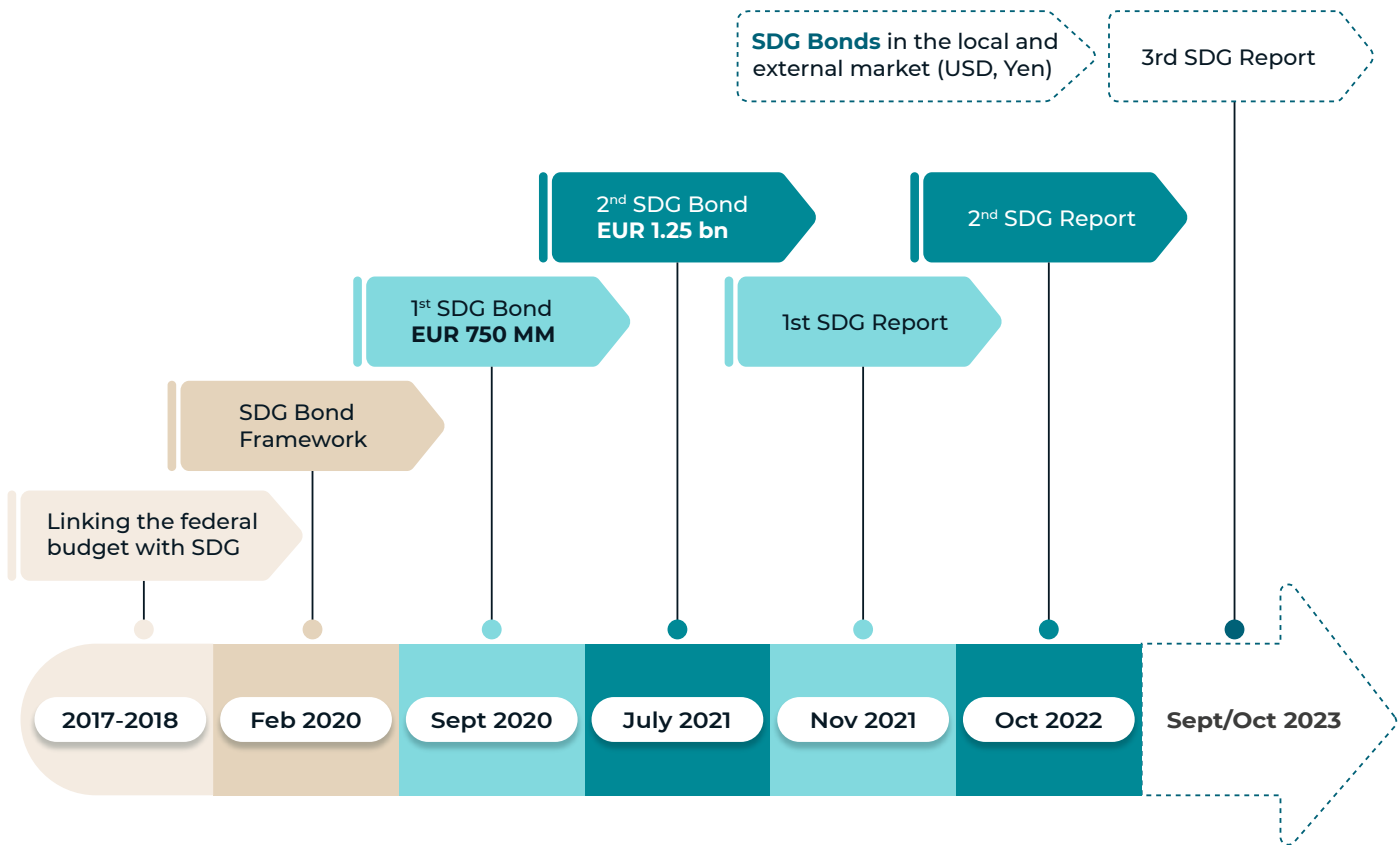 SDG Bonds in the local and
external market (USD, Yen)
3rd SDG Report
2nd SDG Bond
EUR 1.25 bn
2nd SDG Report
1st SDG Bond
EUR 750 MM
1st SDG Report
SDG Bond
Framework
Linking the federal
budget with SDG
2017-2018
Feb 2020
Sept 2020
July 2021
Nov 2021
Oct 2022
Sept/Oct 2023